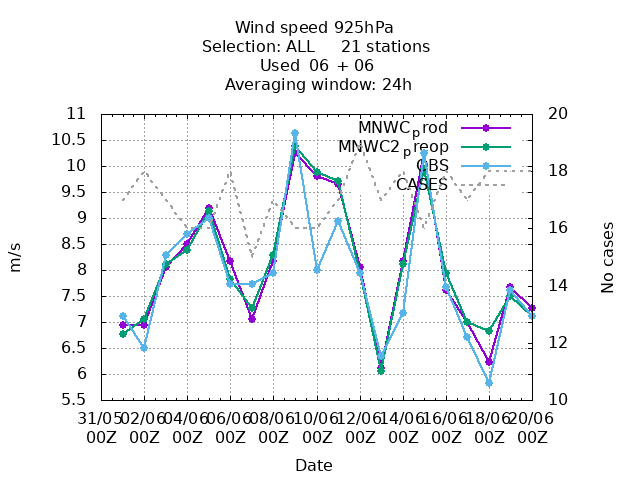 Wind speed 925hPa
Selection: ALL 21 stations
Used 06 + 06
Averaging window: 24h
11 20
10.5
10 18
9.5
9 16
8.5
8 14
7.5
7 12
6.5
6
5.5 10
MNWC_prod
MNWC2_preop
OBS
CASES
m/s
No cases
31/05 02/06 04/06 06/06 08/06 10/06 12/06 14/06 16/06 18/06 20/06
00Z 00Z 00Z 00Z 00Z 00Z 00Z 00Z 00Z 00Z 00Z
Date